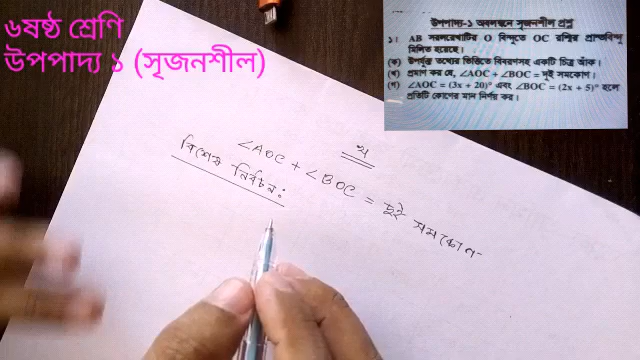 ৬ষষ্ঠ শ্রেণি
উপপাদ্য ১ (সৃজনশীল)
উপপাদ্য-১ অবলম্বনে সৃজনশীল প্রশ্ন
১। AB সরলরেখাটির O বিন্দুতে OC রশ্মির প্রান্তবিন্দু
মিলিত হয়েছে।
(ক) উপর্যুক্ত তথ্যের ভিত্তিতে বিবরণসহ একটি চিত্র আঁক।
(খ) প্রমাণ কর যে, ∠AOC + ∠BOC = দুই সমকোণ।
(গ) ∠AOC = (3x + 20)° এবং ∠BOC = (2x + 5)° হলে
প্রতিটি কোণের মান নির্ণয় কর।
খ
∠AOC + ∠BOC = দুই সমকোন
বিশেষ নির্বচন: